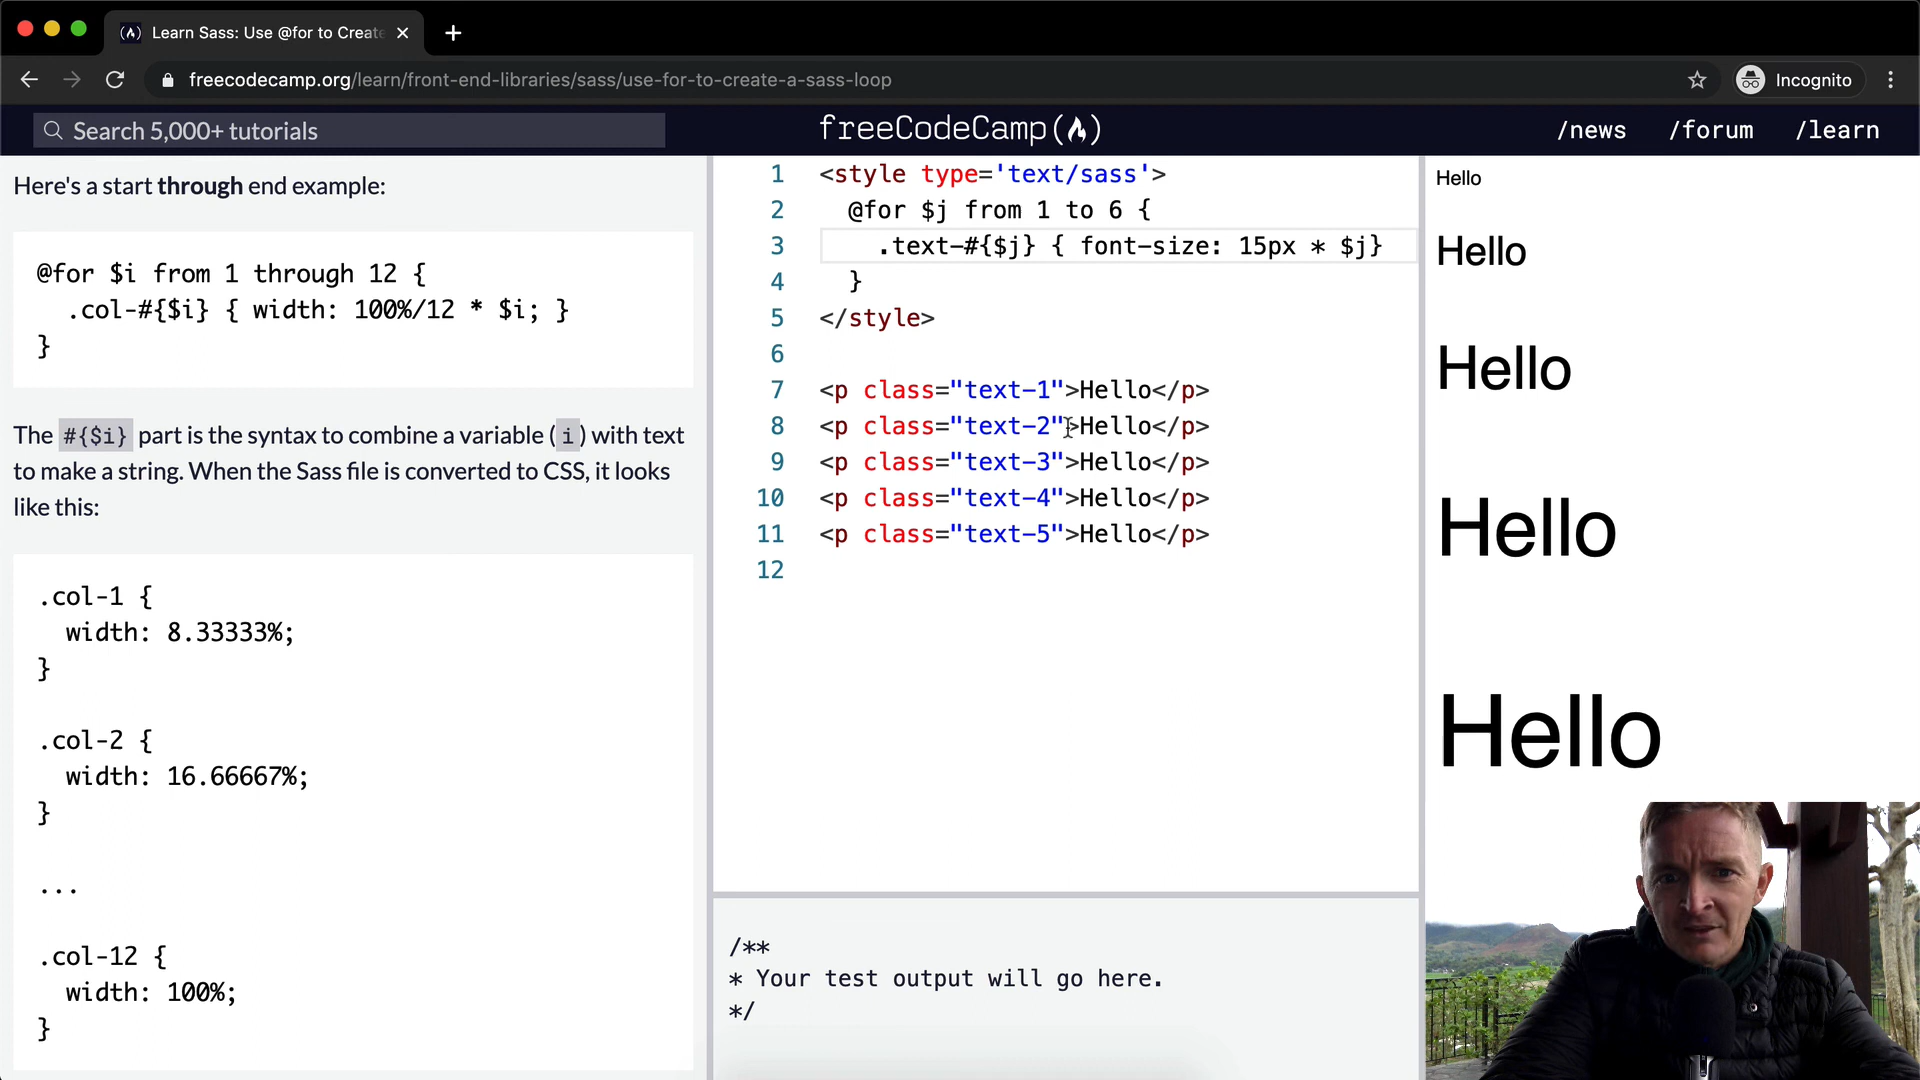 Learn Sass: Use @for to Create
freecodecamp.org/learn/front-end-libraries/sass/use-for-to-create-a-sass-loop
Incognito
Search 5,000+ tutorials
freeCodeCamp(🔥)
/news /forum /learn
Here's a start through end example:
@for $i from 1 through 12 {
.col-#{$i} { width: 100%/12 * $i; }
}
The #{$i} part is the syntax to combine a variable (i) with text
to make a string. When the Sass file is converted to CSS, it looks
like this:
.col-1 {
width: 8.33333%;
}
.col-2 {
width: 16.66667%;
}
...
.col-12 {
width: 100%;
}
1 <style type='text/sass'>
2 @for $j from 1 to 6 {
3 .text-#{$j} { font-size: 15px * $j}
4 }
5 </style>
6
7 <p class="text-1">Hello</p>
8 <p class="text-2">Hello</p>
9 <p class="text-3">Hello</p>
10 <p class="text-4">Hello</p>
11 <p class="text-5">Hello</p>
12
/**
* Your test output will go here.
*/
Hello
Hello
Hello
Hello
Hello